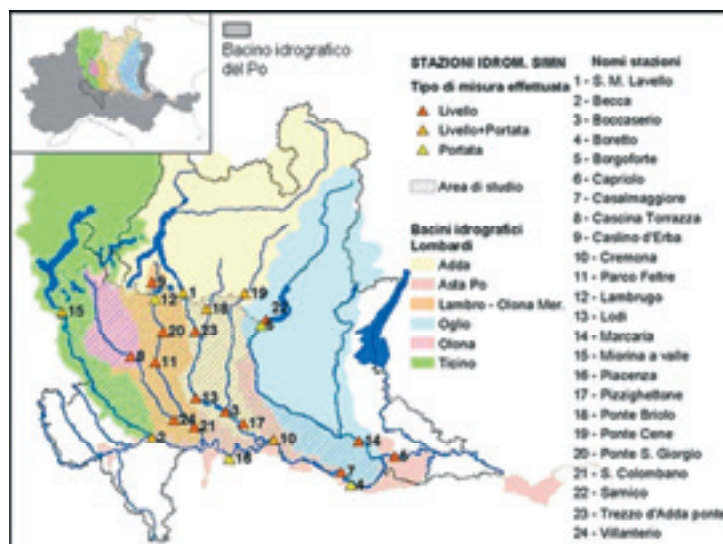 Bacino idrografico
del Po
STAZIONI IDROM. SIMN
Tipo di misura effettuata
Livello
Livello+Portata
Portata
Area di studio
Bacini idrografici
Lombardi
Adda
Asta Po
Lambro - Olona Mer.
Oglio
Olona
Ticino
Nomi stazioni
1 - S. M. Lavello
2 - Becca
3 - Boccaserio
4 - Boretto
5 - Borgoforte
6 - Capriolo
7 - Casalmaggiore
8 - Cascina Torrazza
9 - Caslino d'Erba
10 - Cremona
11 - Parco Feltre
12 - Lambrugo
13 - Lodi
14 - Marcaria
15 - Miorina a valle
16 - Piacenza
17 - Pizzighettone
18 - Ponte Briolo
19 - Ponte Cene
20 - Ponte S. Giorgio
21 - S. Colombano
22 - Sarnico
23 - Trezzo d'Adda ponte
24 - Villanterio
9
12
1
19
15
18
22
20
23
8
11
13
3
24
21
17
2
10
14
7
4